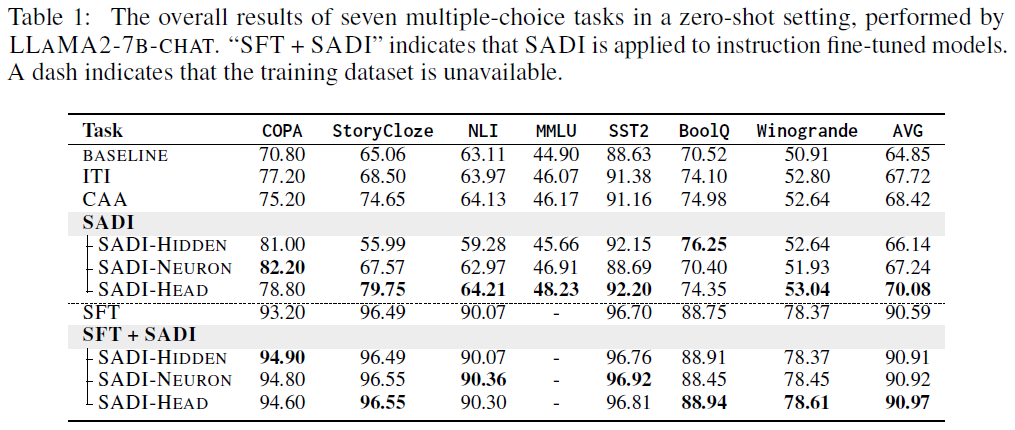 Table 1: The overall results of seven multiple-choice tasks in a zero-shot setting, performed by
LLAMA2-7B-CHAT. “SFT + SADI” indicates that SADI is applied to instruction fine-tuned models.
A dash indicates that the training dataset is unavailable.
Task COPA StoryCloze NLI MMLU SST2 BoolQ Winogrande AVG
BASELINE 70.80 65.06 63.11 44.90 88.63 70.52 50.91 64.85
ITI 77.20 68.50 63.97 46.07 91.38 74.10 52.80 67.72
CAA 75.20 74.65 64.13 46.17 91.16 74.98 52.64 68.42
SADI
SADI-HIDDEN 81.00 55.99 59.28 45.66 92.15 76.25 52.64 66.14
SADI-NEURON 82.20 67.57 62.97 46.91 88.69 70.40 51.93 67.24
SADI-HEAD 78.80 79.75 64.21 48.23 92.20 74.35 53.04 70.08
SFT 93.20 96.49 90.07 - 96.70 88.75 78.37 90.59
SFT + SADI
SADI-HIDDEN 94.90 96.49 90.07 - 96.76 88.91 78.37 90.91
SADI-NEURON 94.80 96.55 90.36 - 96.92 88.45 78.45 90.92
SADI-HEAD 94.60 96.55 90.30 - 96.81 88.94 78.61 90.97